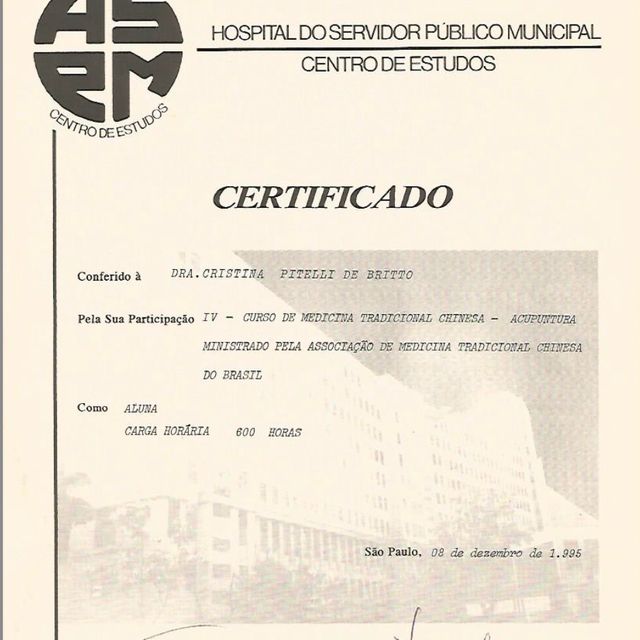 HSPM
CENTRO DE ESTUDOS
HOSPITAL DO SERVIDOR PÚBLICO MUNICIPAL
CENTRO DE ESTUDOS
CERTIFICADO
Conferido à DRA. CRISTINA PITELLI DE BRITTO
Pela Sua Participação IV - CURSO DE MEDICINA TRADICIONAL CHINESA - ACUPUNTURA
MINISTRADO PELA ASSOCIAÇÃO DE MEDICINA TRADICIONAL CHINESA
DO BRASIL
Como ALUNA
CARGA HORÁRIA 600 HORAS
São Paulo, 08 de dezembro de 1.995